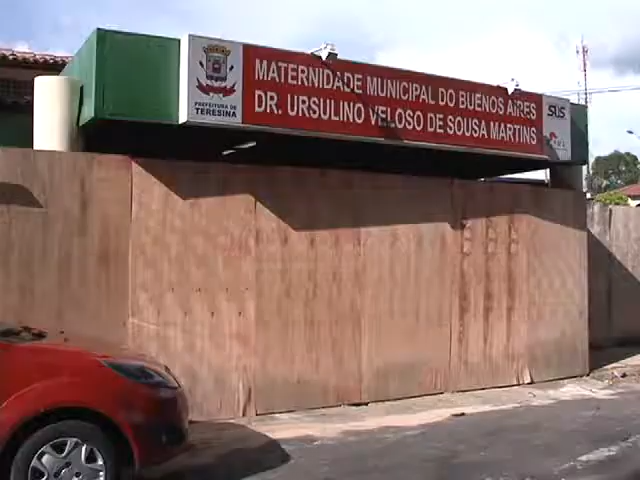 PREFEITURA DE
TERESINA
MATERNIDADE MUNICIPAL DO BUENOS AIRES
DR. URSULINO VELOSO DE SOUSA MARTINS
SUS